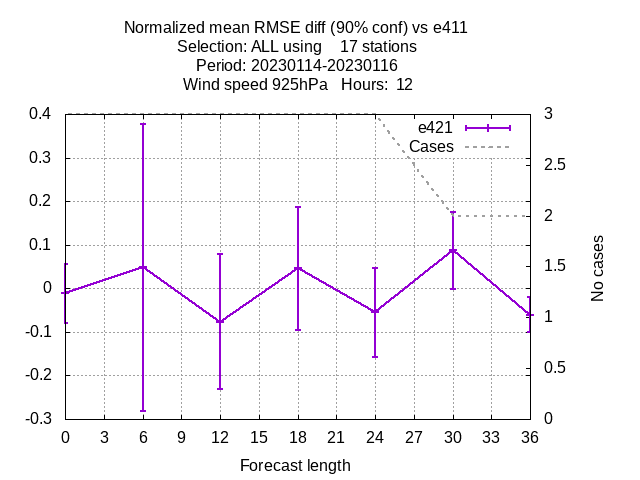 Normalized mean RMSE diff (90% conf) vs e411
Selection: ALL using    17 stations
Period: 20230114-20230116
Wind speed 925hPa   Hours:  12
e421
Cases
0.4
0.3
0.2
0.1
0
-0.1
-0.2
-0.3
3
2.5
2
1.5
1
0.5
0
No cases
0 3 6 9 12 15 18 21 24 27 30 33 36
Forecast length